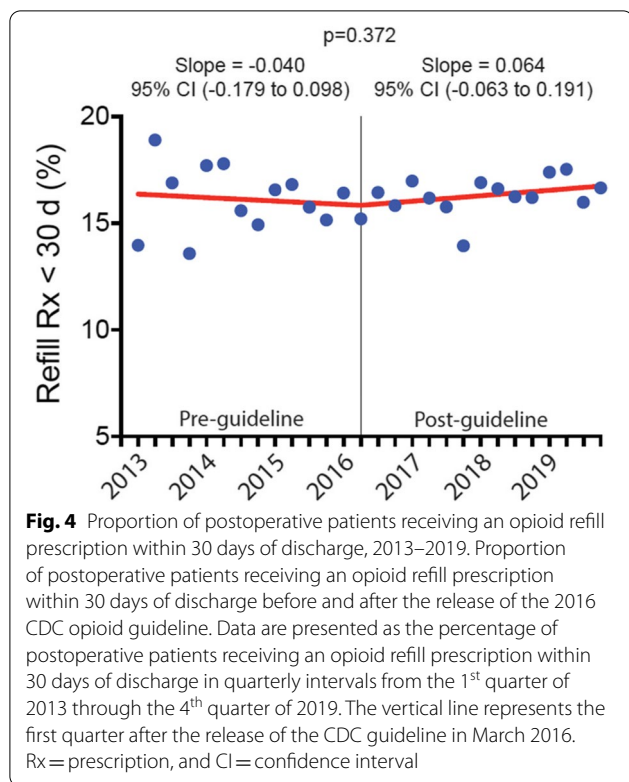 p=0.372
Slope = -0.040
95% CI (-0.179 to 0.098)
Slope = 0.064
95% CI (-0.063 to 0.191)
Refill Rx < 30 d (%)
20
15
10
5
Pre-guideline
Post-guideline
2013
2014
2015
2016
2017
2018
2019
Fig. 4 Proportion of postoperative patients receiving an opioid refill
prescription within 30 days of discharge, 2013–2019. Proportion
of postoperative patients receiving an opioid refill prescription
within 30 days of discharge before and after the release of the 2016
CDC opioid guideline. Data are presented as the percentage of
postoperative patients receiving an opioid refill prescription within
30 days of discharge in quarterly intervals from the 1st quarter of
2013 through the 4th quarter of 2019. The vertical line represents the
first quarter after the release of the CDC guideline in March 2016.
Rx = prescription, and CI = confidence interval